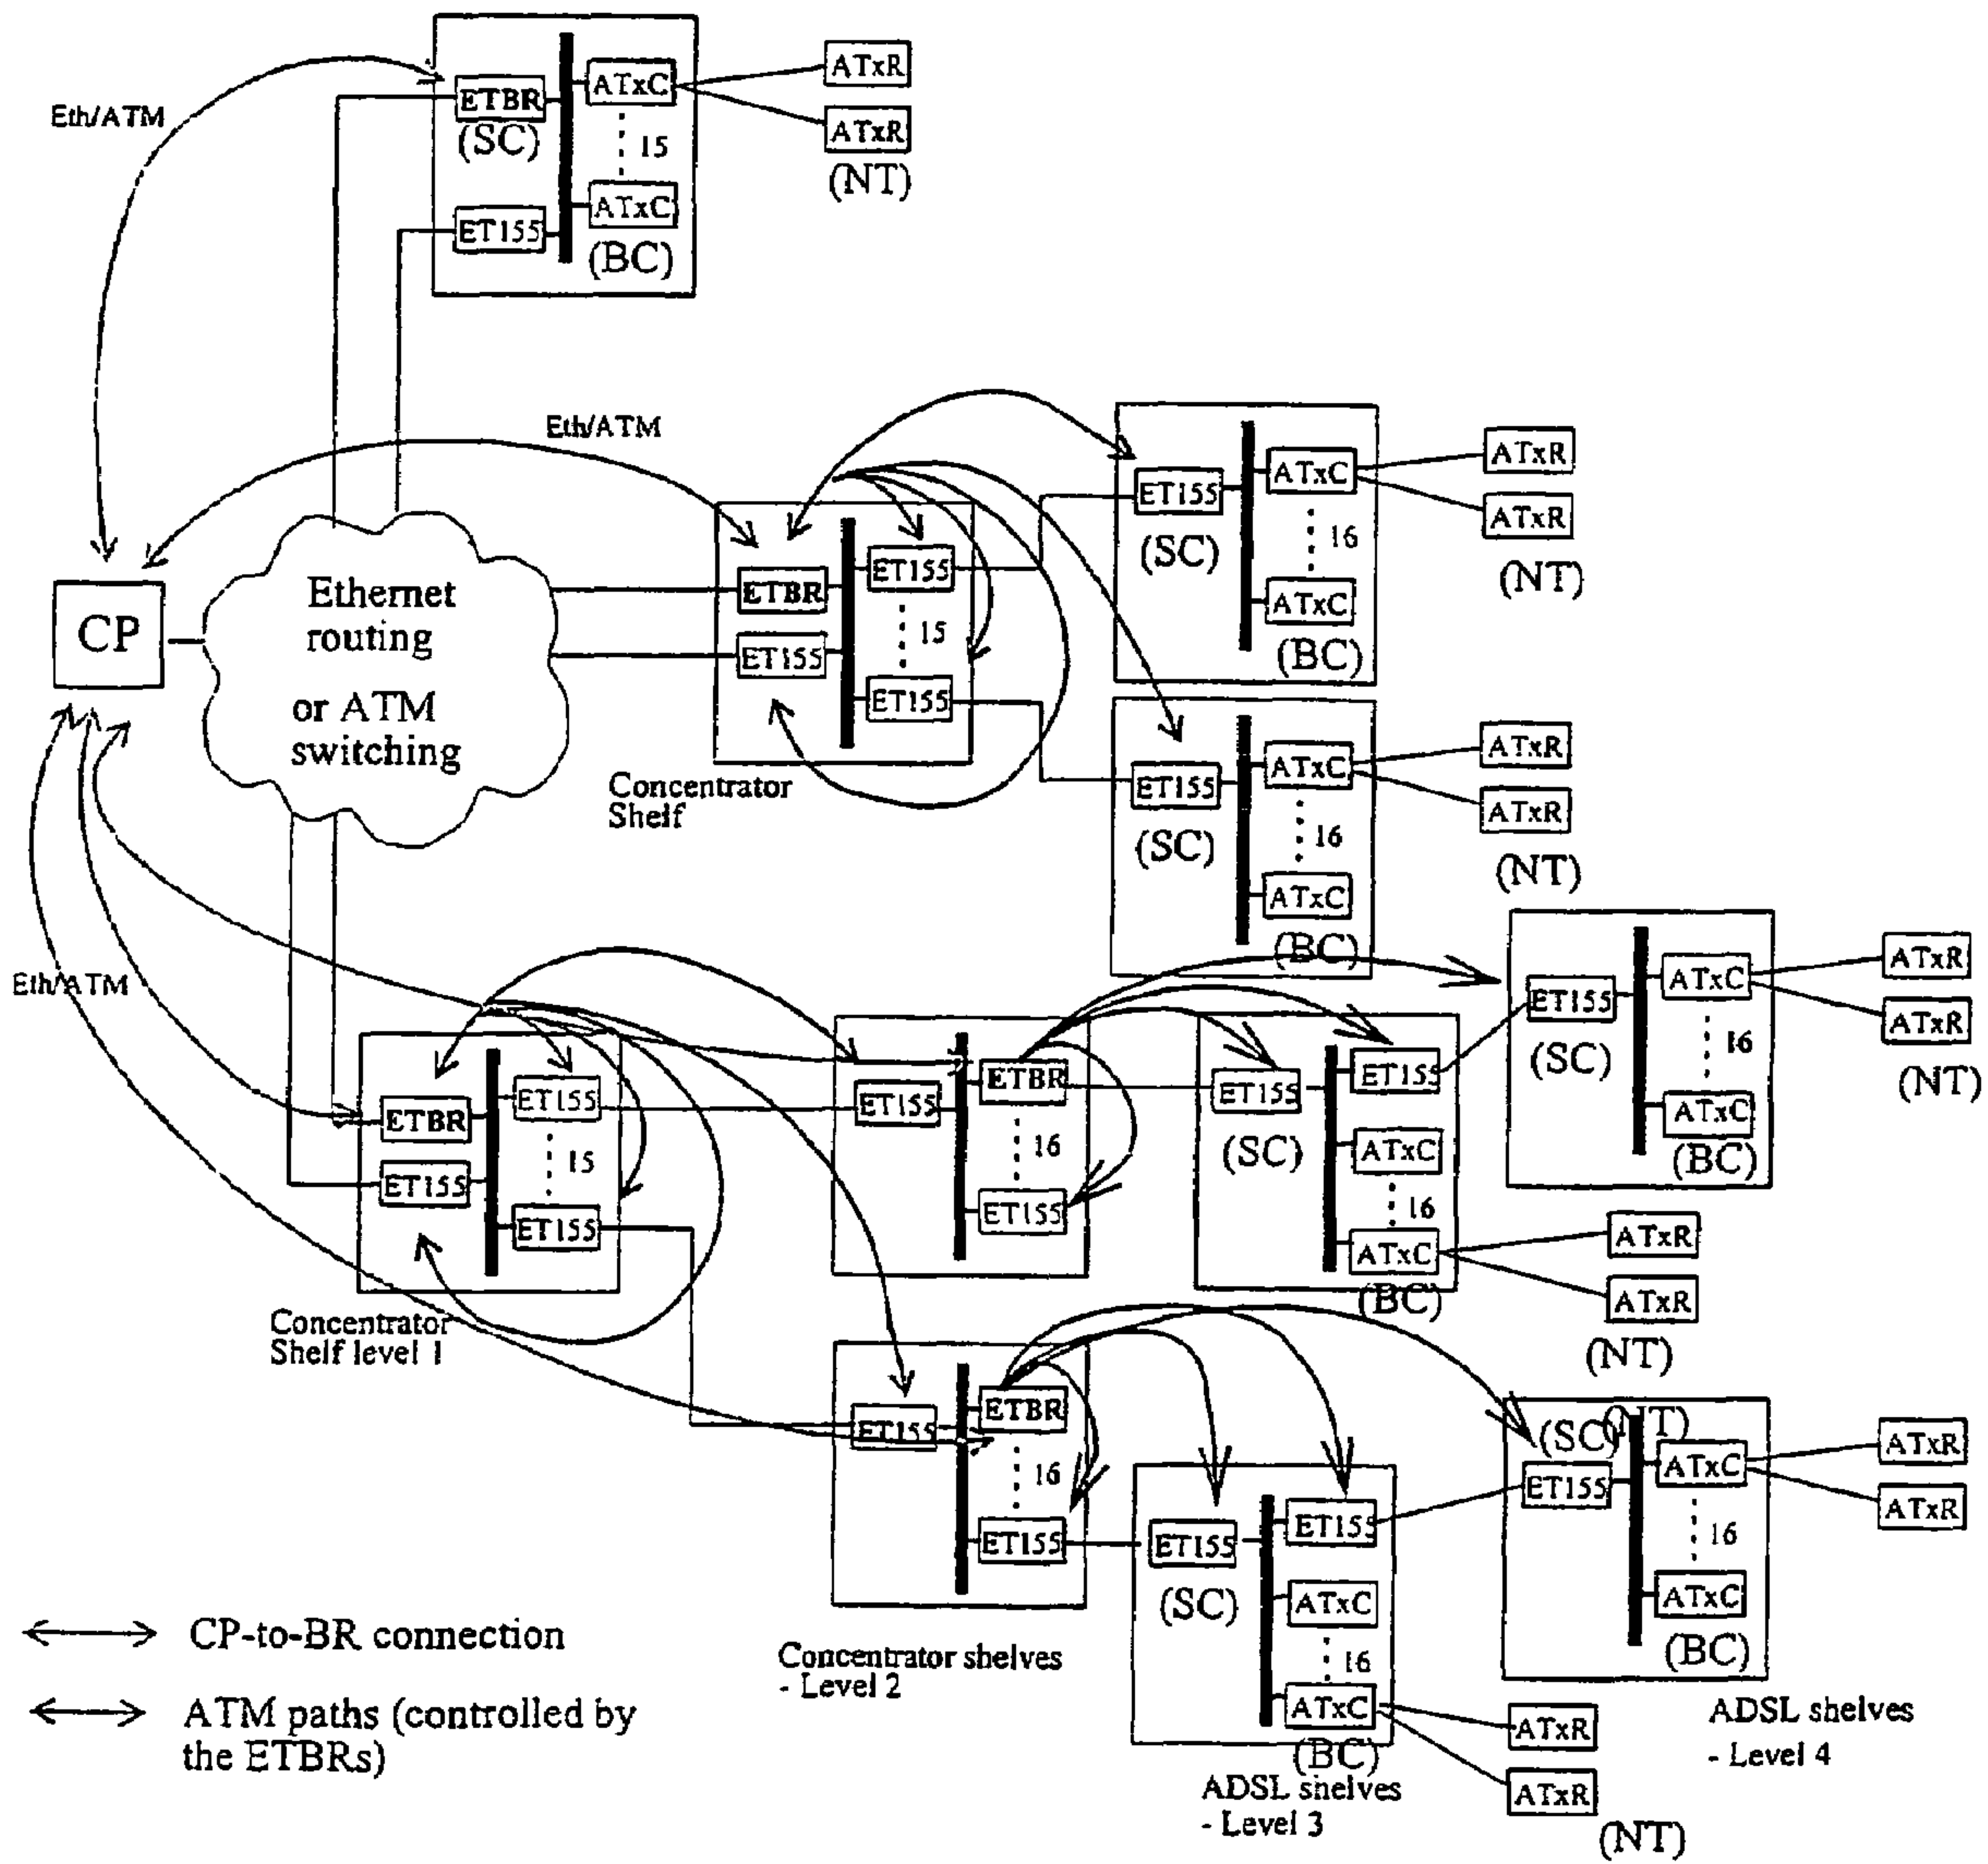 Eth/ATM
ETBR
(SC)
ET155
ATxC
15
ATxC
(BC)
ATxR
ATxR
(NT)
Eth/ATM
CP
Ethernet
routing
or ATM
switching
ETBR
ET155
ET155
15
ET155
Concentrator
Shelf
ET155
(SC)
ATxC
16
ATxC
(BC)
ATxR
ATxR
(NT)
ET155
(SC)
ATxC
16
ATxC
(BC)
ATxR
ATxR
(NT)
Eth/ATM
ETBR
ET155
ET155
15
ET155
Concentrator
Shelf level 1
ET155
ETBR
16
ET155
ET155
(SC)
ET155
ATxC
16
ATxC
(BC)
ATxR
ATxR
(NT)
ET155
(SC)
ATxC
16
ATxC
(BC)
ATxR
ATxR
(NT)
ET155
ETBR
16
ET155
Concentrator shelves
- Level 2
ET155
(SC)
ET155
ATxC
16
ATxC
(BC)
ADSL shelves
- Level 3
ATxR
ATxR
(NT)
(SC)
(NT)
ET155
ATxC
16
ATxC
(BC)
ATxR
ATxR
ADSL shelves
- Level 4
CP-to-BR connection
ATM paths (controlled by
the ETBRs)